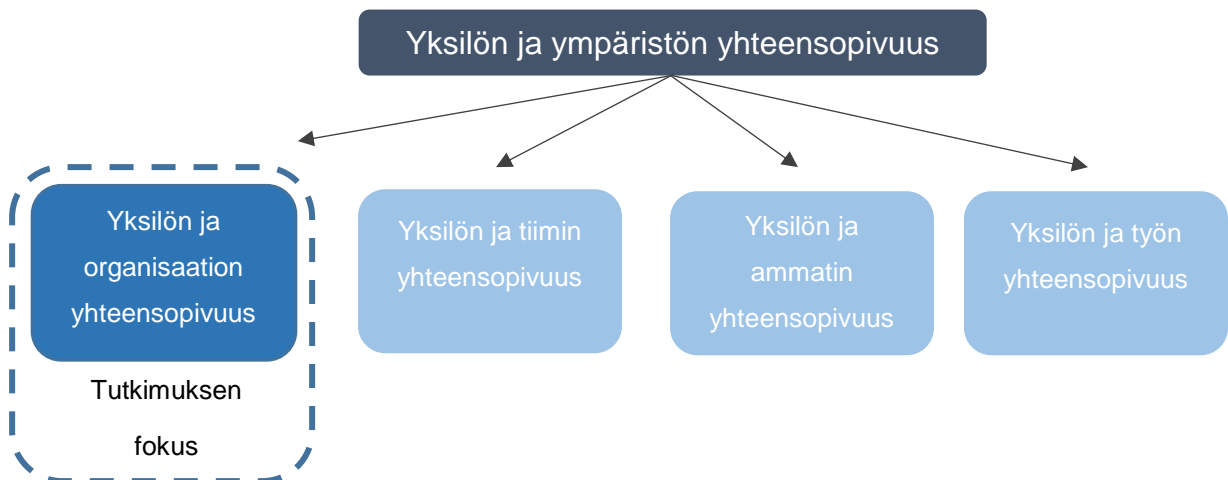 Yksilön ja ympäristön yhteensopivuus
Yksilön ja
organisaation
yhteensopivuus
Tutkimuksen
fokus
Yksilön ja tiimin
yhteensopivuus
Yksilön ja
ammatin
yhteensopivuus
Yksilön ja työn
yhteensopivuus